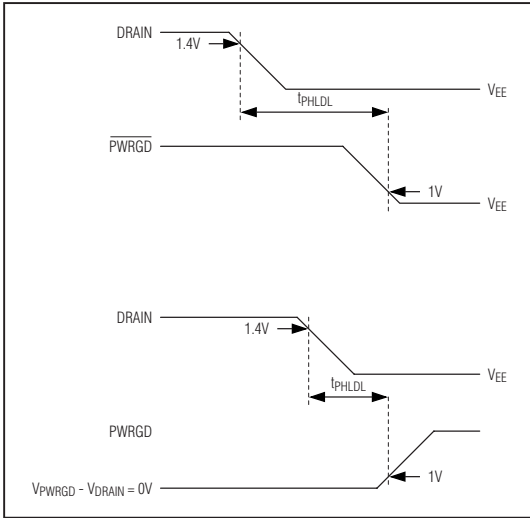 DRAIN
1.4V
VEE
tPHLDL
PWRGD
1V
VEE
DRAIN
1.4V
VEE
tPHLDL
PWRGD
1V
VPWRGD - VDRAIN = 0V